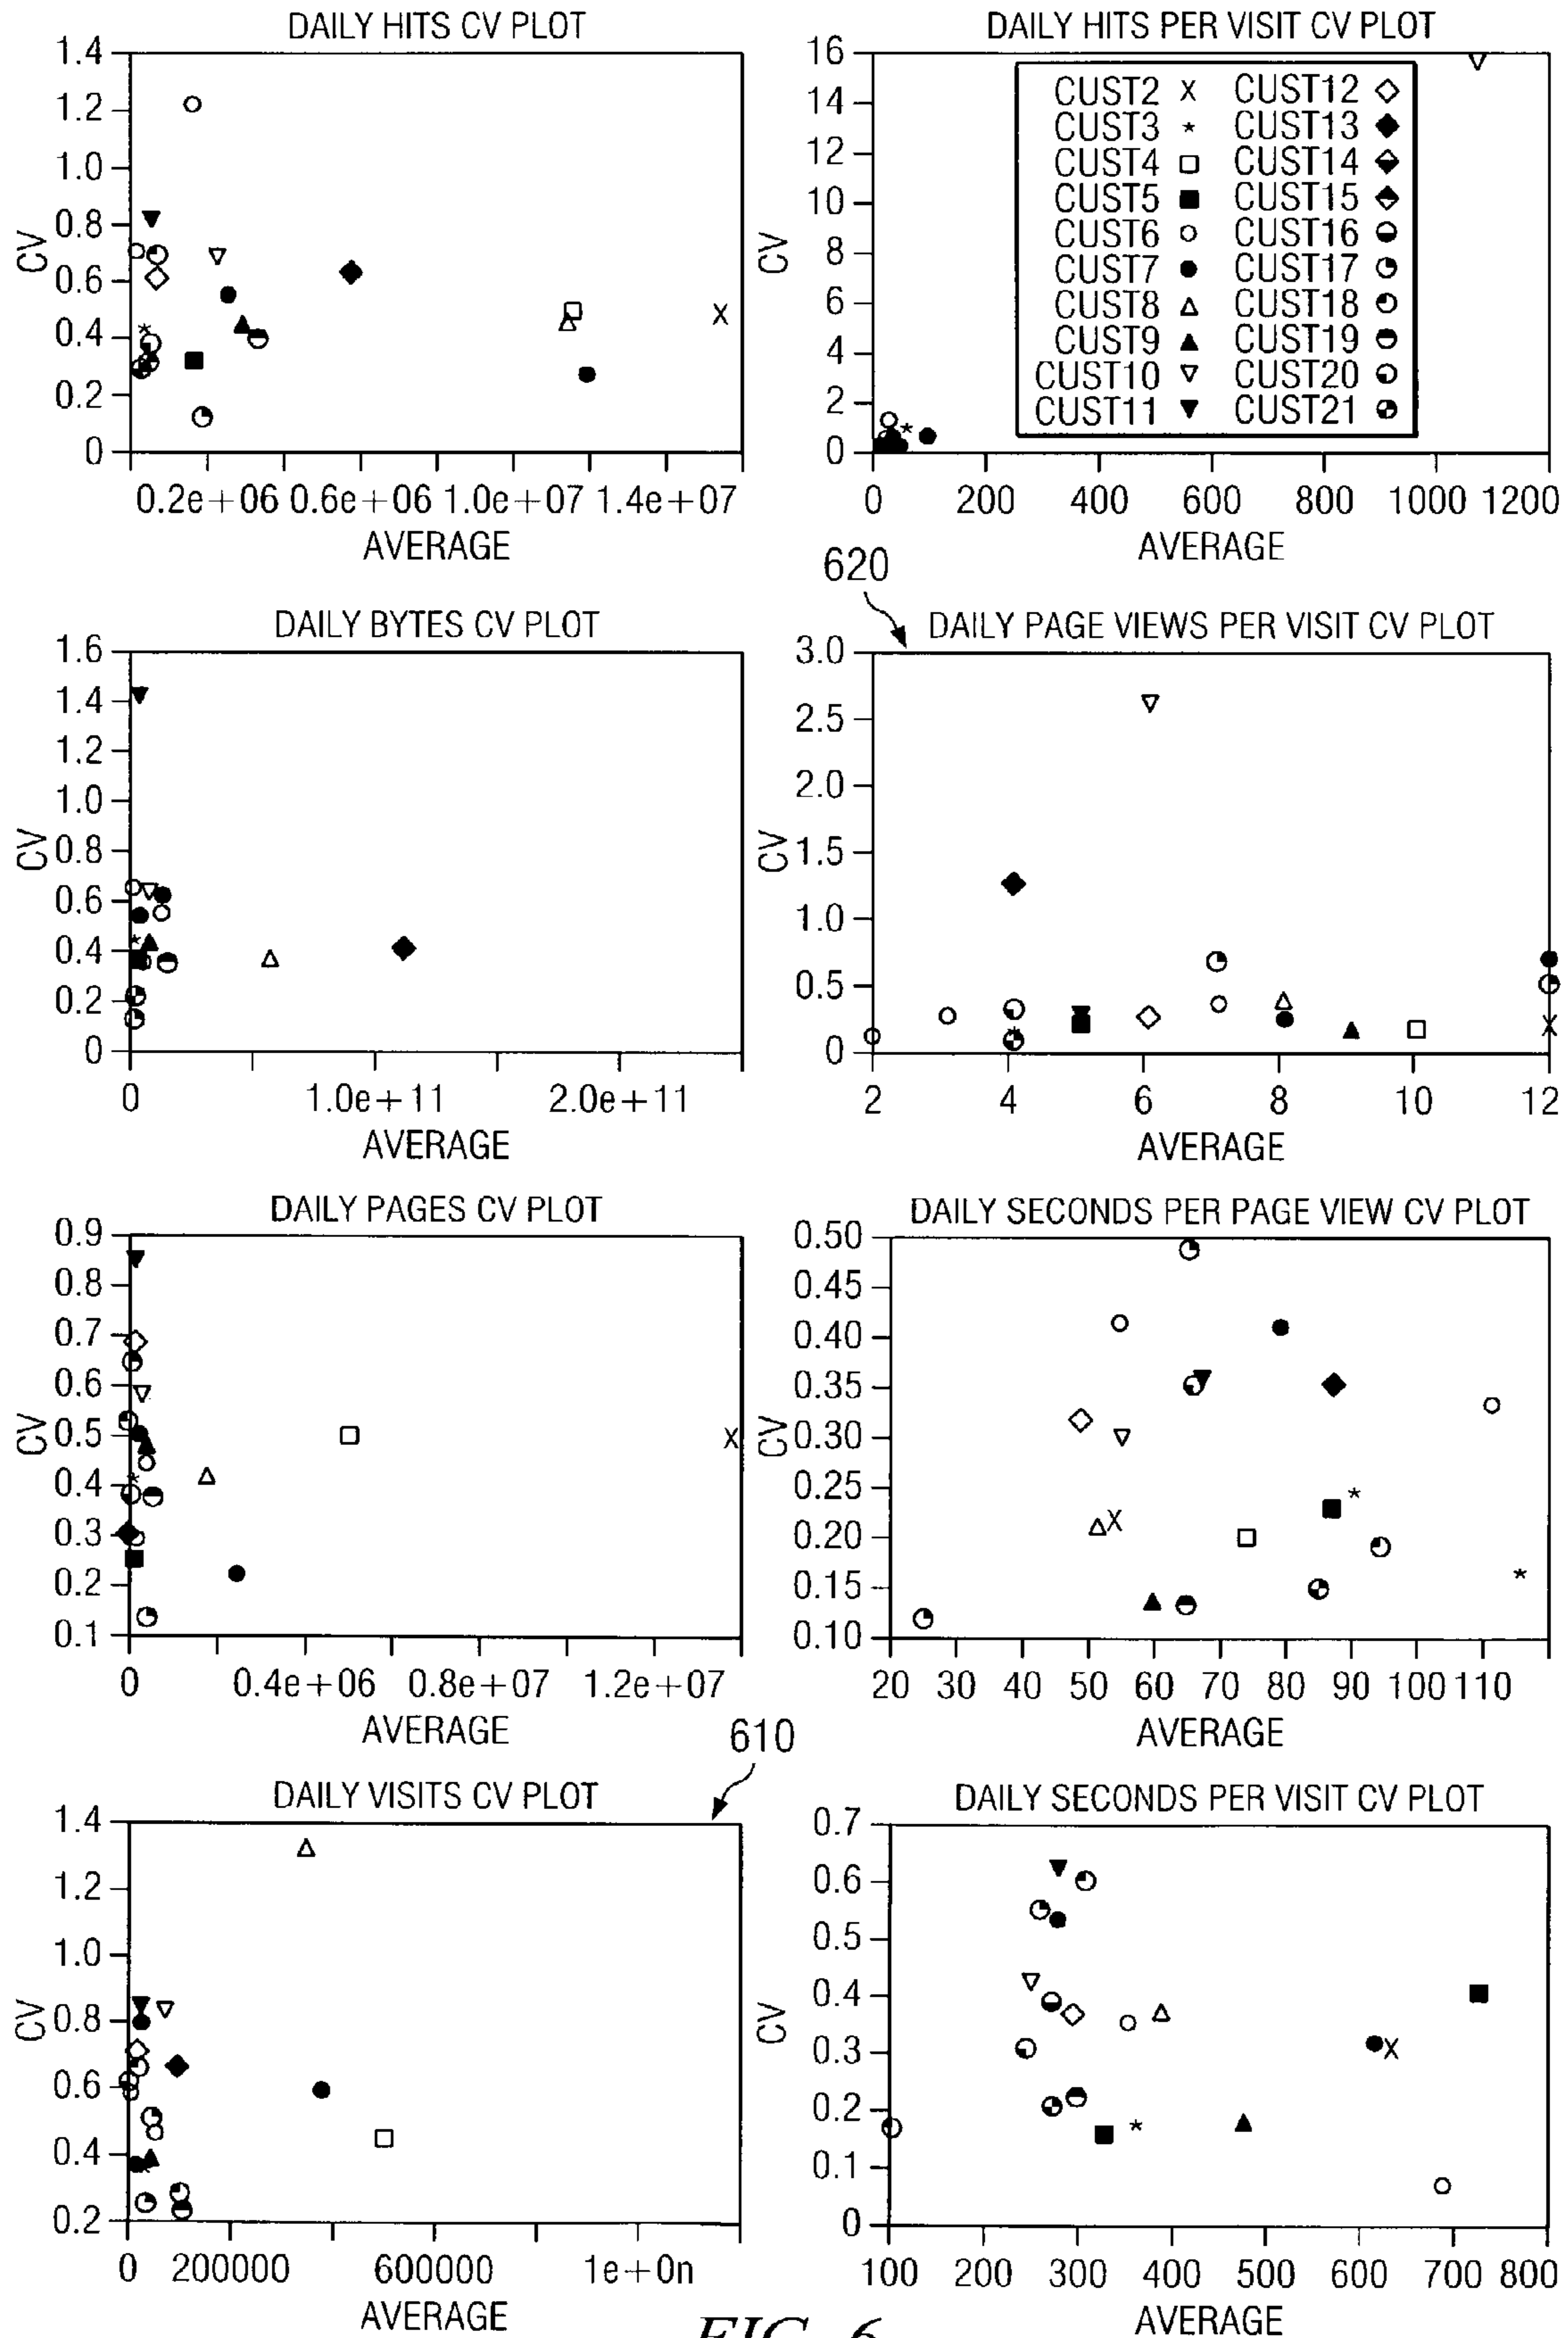 DAILY HITS CV PLOT
1.4
1.2
1.0
0.8
0.6
0.4
0.2
0
CV
0.2e+06 0.6e+06 1.0e+07 1.4e+07
AVERAGE
DAILY HITS PER VISIT CV PLOT
16
14
12
10
8
6
4
2
0
CV
CUST2 CUST12
CUST3 CUST13
CUST4 CUST14
CUST5 CUST15
CUST6 CUST16
CUST7 CUST17
CUST8 CUST18
CUST9 CUST19
CUST10 CUST20
CUST11 CUST21
0 200 400 600 800 1000 1200
AVERAGE
DAILY BYTES CV PLOT
1.6
1.4
1.2
1.0
0.8
0.6
0.4
0.2
0
CV
0 1.0e+11 2.0e+11
AVERAGE
620
DAILY PAGE VIEWS PER VISIT CV PLOT
3.0
2.5
2.0
1.5
1.0
0.5
0
CV
2 4 6 8 10 12
AVERAGE
DAILY PAGES CV PLOT
0.9
0.8
0.7
0.6
0.5
0.4
0.3
0.2
0.1
CV
0 0.4e+06 0.8e+07 1.2e+07
AVERAGE
DAILY SECONDS PER PAGE VIEW CV PLOT
0.50
0.45
0.40
0.35
0.30
0.25
0.20
0.15
0.10
CV
20 30 40 50 60 70 80 90 100 110
AVERAGE
610
DAILY VISITS CV PLOT
1.4
1.2
1.0
0.8
0.6
0.4
0.2
CV
0 200000 600000 1e+0n
AVERAGE
DAILY SECONDS PER VISIT CV PLOT
0.7
0.6
0.5
0.4
0.3
0.2
0.1
0
CV
100 200 300 400 500 600 700 800
AVERAGE
FIG. 6